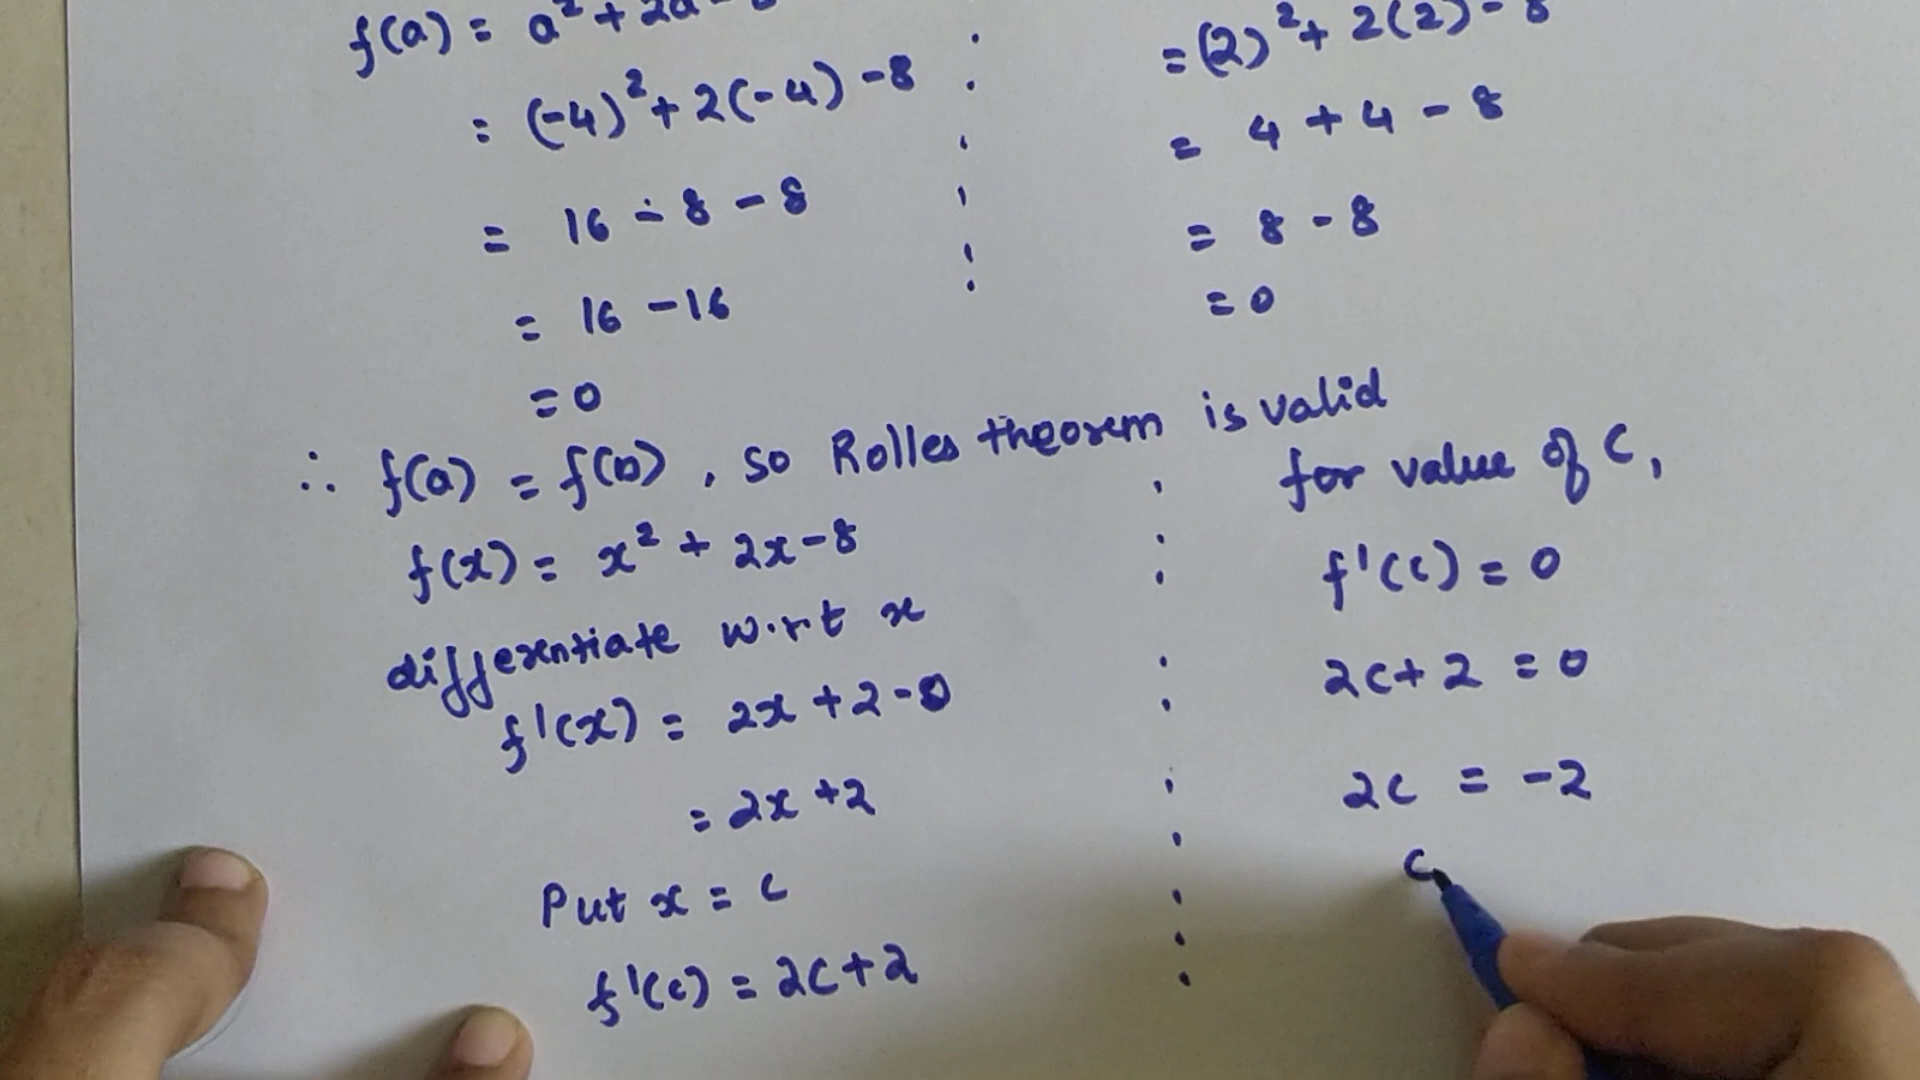 f(a) = a² + 2a - 8
= (-4)² + 2(-4) - 8
= 16 - 8 - 8
= 16 - 16
= 0
= (2)² + 2(2) - 8
= 4 + 4 - 8
= 8 - 8
= 0
∴ f(a) = f(b), so Rolles theorem is valid
f(x) = x² + 2x - 8
differentiate w.r.t x
f'(x) = 2x + 2 - 0
= 2x + 2
Put x = c
f'(c) = 2c + 2
for value of C,
f'(c) = 0
2c + 2 = 0
2c = -2
c